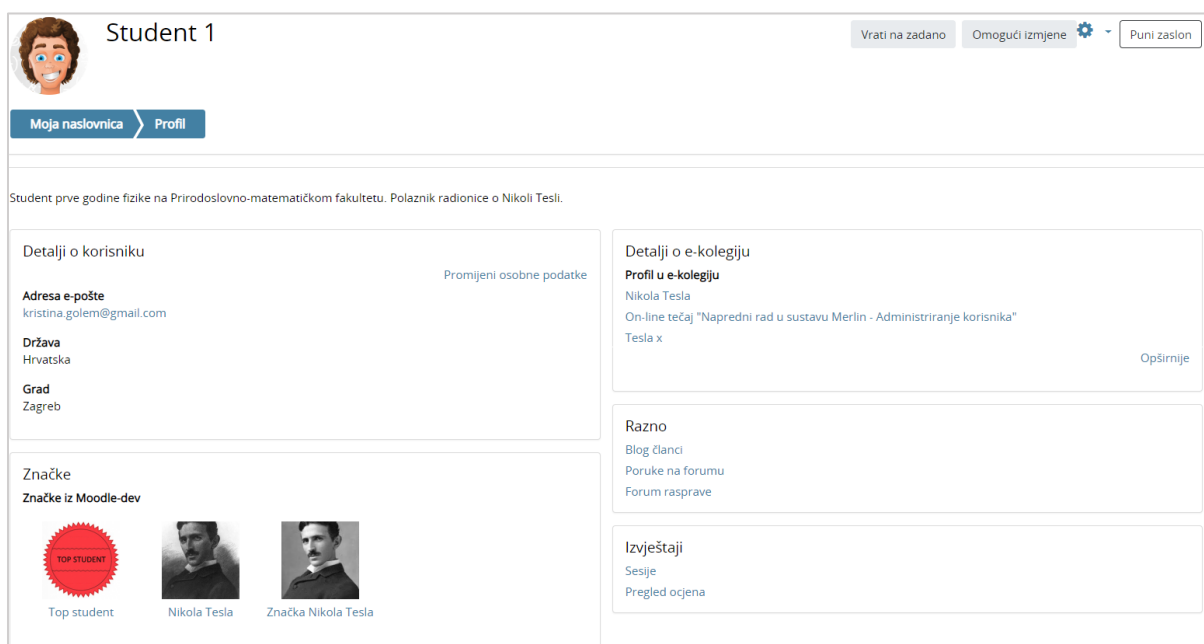 Student 1
Vrati na zadano
Omogući izmjene
Puni zaslon
Moja naslovnica
Profil
Student prve godine fizike na Prirodoslovno-matematičkom fakultetu. Polaznik radionice o Nikoli Tesli.
Detalji o korisniku
Promijeni osobne podatke
Adresa e-pošte
kristina.golem@gmail.com
Država
Hrvatska
Grad
Zagreb
Značke
Značke iz Moodle-dev
TOP STUDENT
Top student
Nikola Tesla
Značka Nikola Tesla
Detalji o e-kolegiju
Profil u e-kolegiju
Nikola Tesla
On-line tečaj "Napredni rad u sustavu Merlin - Administriranje korisnika"
Tesla x
Opširnije
Razno
Blog članci
Poruke na forumu
Forum rasprave
Izvještaji
Sesije
Pregled ocjena